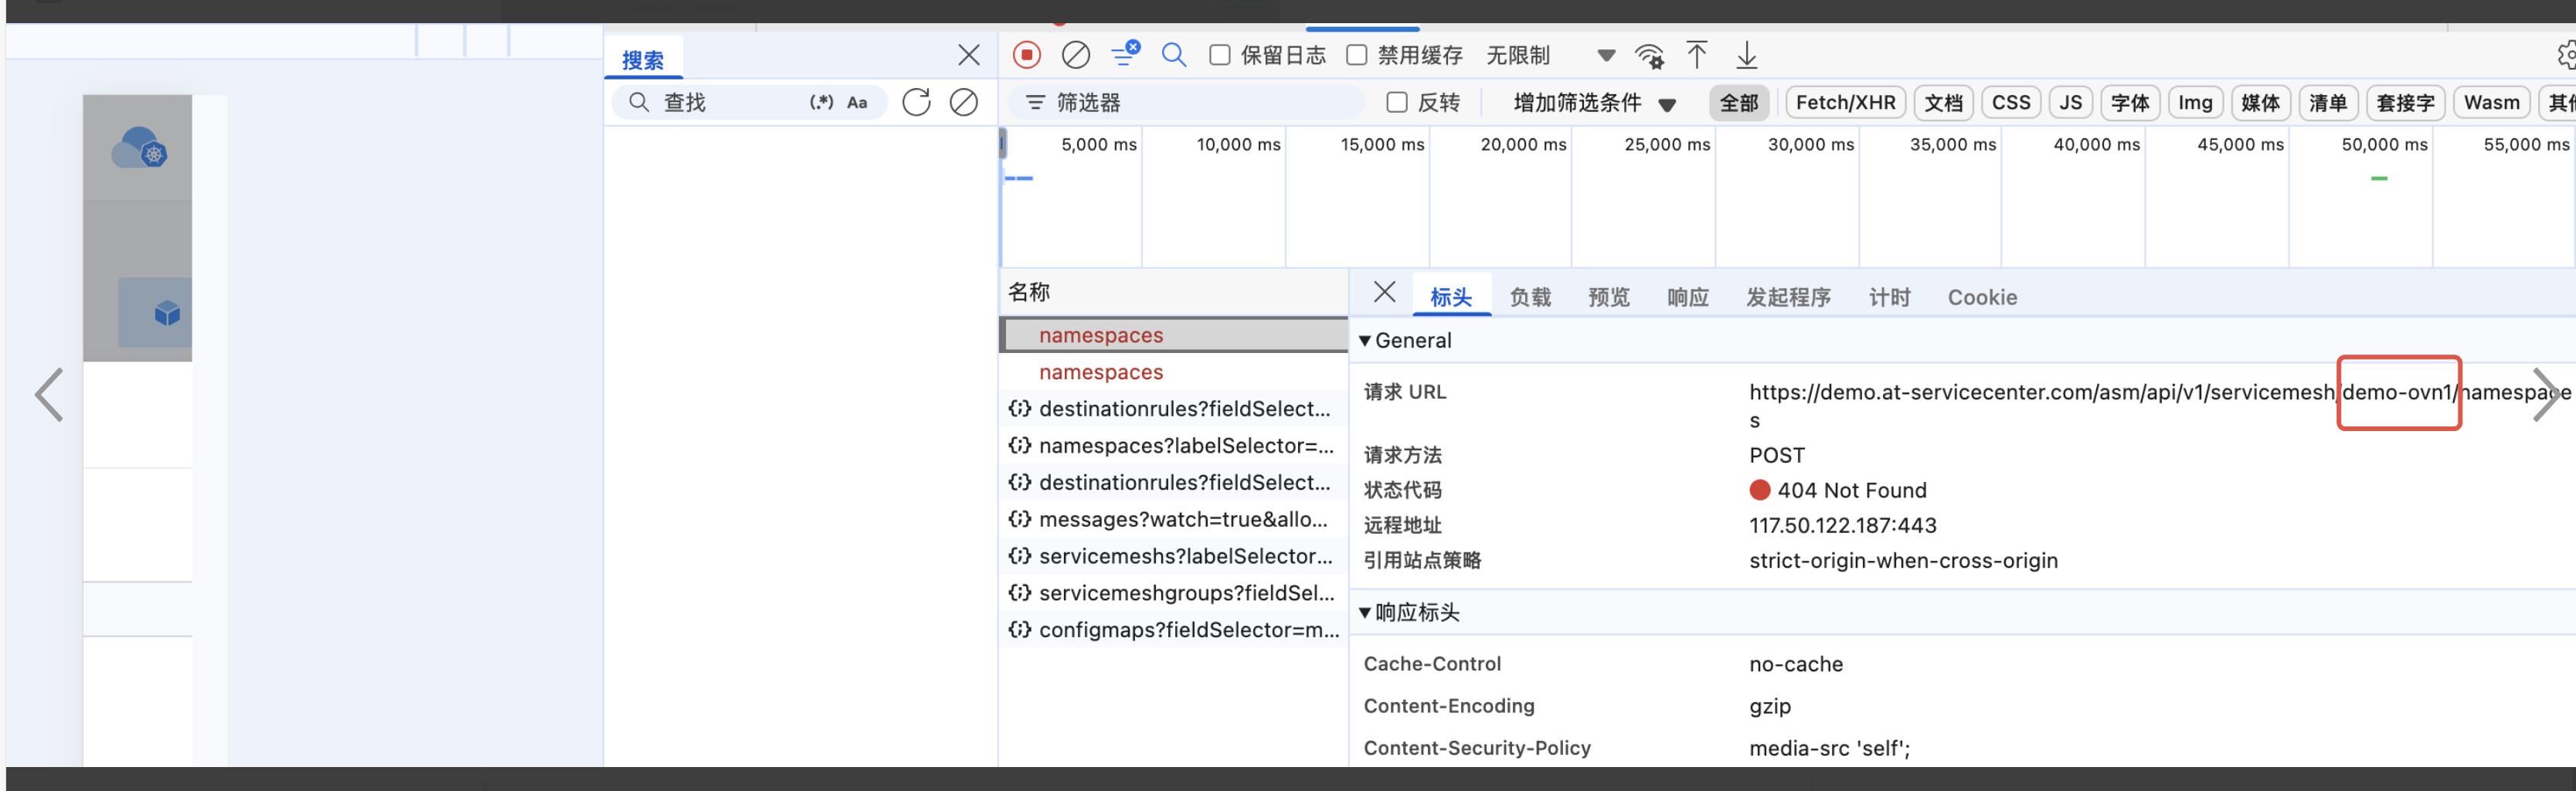 搜索
保留日志 禁用缓存 无限制
查找 (.*) Aa
筛选器 反转 增加筛选条件 全部 Fetch/XHR 文档 CSS JS 字体 Img 媒体 清单 套接字 Wasm
5,000 ms 10,000 ms 15,000 ms 20,000 ms 25,000 ms 30,000 ms 35,000 ms 40,000 ms 45,000 ms 50,000 ms 55,000 ms
名称
标头 负载 预览 响应 发起程序 计时 Cookie
namespaces
namespaces
{;} destinationrules?fieldSelect...
{;} namespaces?labelSelector=...
{;} destinationrules?fieldSelect...
{;} messages?watch=true&allo...
{;} servicemeshs?labelSelector...
{;} servicemeshgroups?fieldSel...
{;} configmaps?fieldSelector=m...
General
请求 URL https://demo.at-servicecenter.com/asm/api/v1/servicemesh/demo-ovn1/namespace
s
请求方法 POST
状态代码 404 Not Found
远程地址 117.50.122.187:443
引用站点策略 strict-origin-when-cross-origin
响应标头
Cache-Control no-cache
Content-Encoding gzip
Content-Security-Policy media-src 'self';